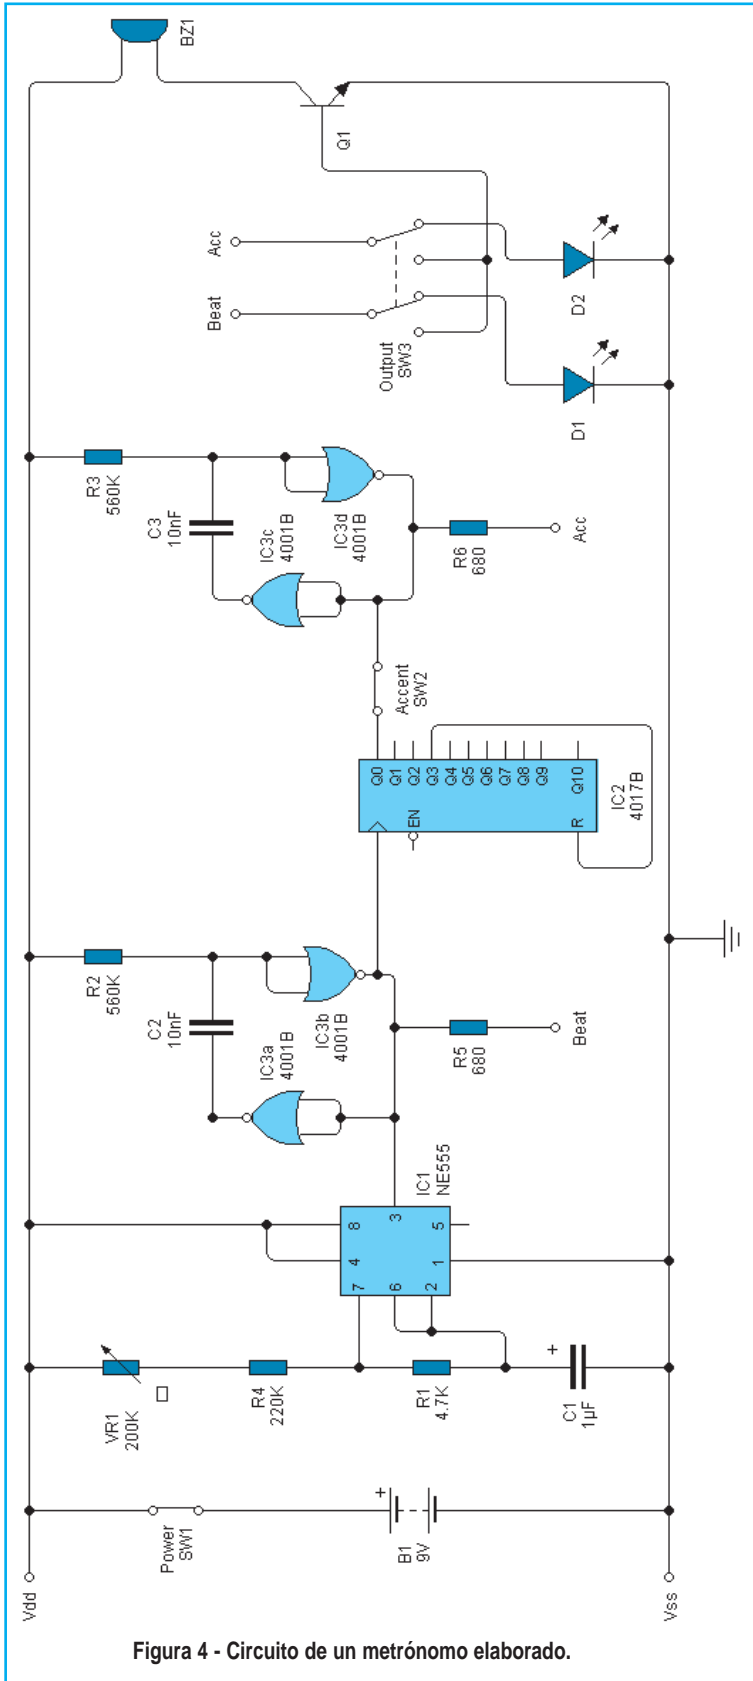 Vdd
Vss
Power
SW1
B1
9V
+
VR1
200K
R4
220K
R1
4.7K
C1
1µF
+
7
6
2
4
8
3
1
5
IC1
NE555
R2
560K
C2
10nF
IC3a
4001B
IC3b
4001B
R5
680
Beat
Q0
Q1
Q2
Q3
Q4
Q5
Q6
Q7
Q8
Q9
Q10
EN
R
IC2
4017B
Accent
SW2
R3
560K
C3
10nF
IC3c
4001B
IC3d
4001B
R6
680
Acc
Beat
Acc
Output
SW3
D1
D2
Q1
BZ1
Figura 4 - Circuito de un metrónomo elaborado.